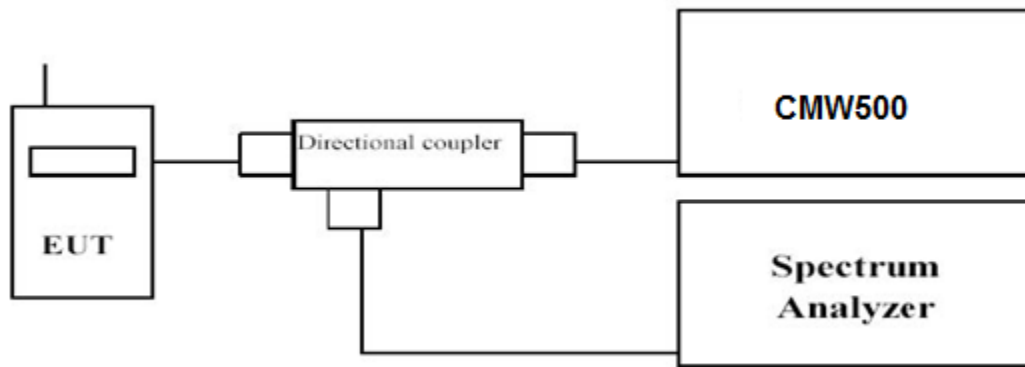 EUT
Directional coupler
CMW500
Spectrum
Analyzer